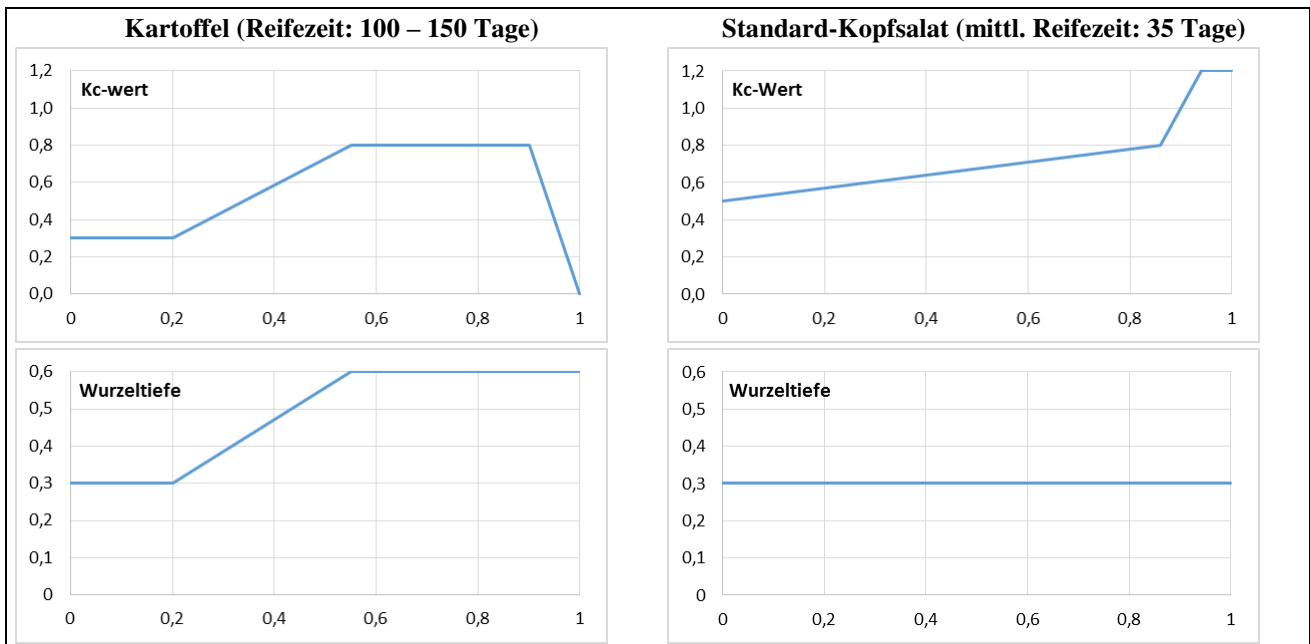 Kartoffel (Reifezeit: 100 – 150 Tage)
Standard-Kopfsalat (mittl. Reifezeit: 35 Tage)
Kc-wert
1,2
1,0
0,8
0,6
0,4
0,2
0,0
0 0,2 0,4 0,6 0,8 1
Kc-Wert
1,2
1,0
0,8
0,6
0,4
0,2
0,0
0 0,2 0,4 0,6 0,8 1
Wurzeltiefe
0,6
0,5
0,4
0,3
0,2
0,1
0
0 0,2 0,4 0,6 0,8 1
Wurzeltiefe
0,6
0,5
0,4
0,3
0,2
0,1
0
0 0,2 0,4 0,6 0,8 1